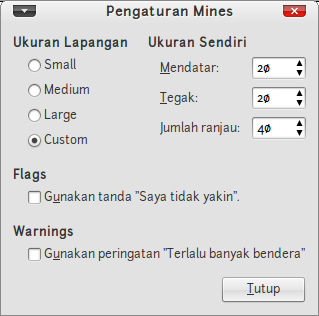 Pengaturan Mines
Ukuran Lapangan
Small
Medium
Large
Custom
Ukuran Sendiri
Mendatar: 20
Tegak: 20
Jumlah ranjau: 40
Flags
Gunakan tanda "Saya tidak yakin".
Warnings
Gunakan peringatan "Terlalu banyak bendera"
Tutup